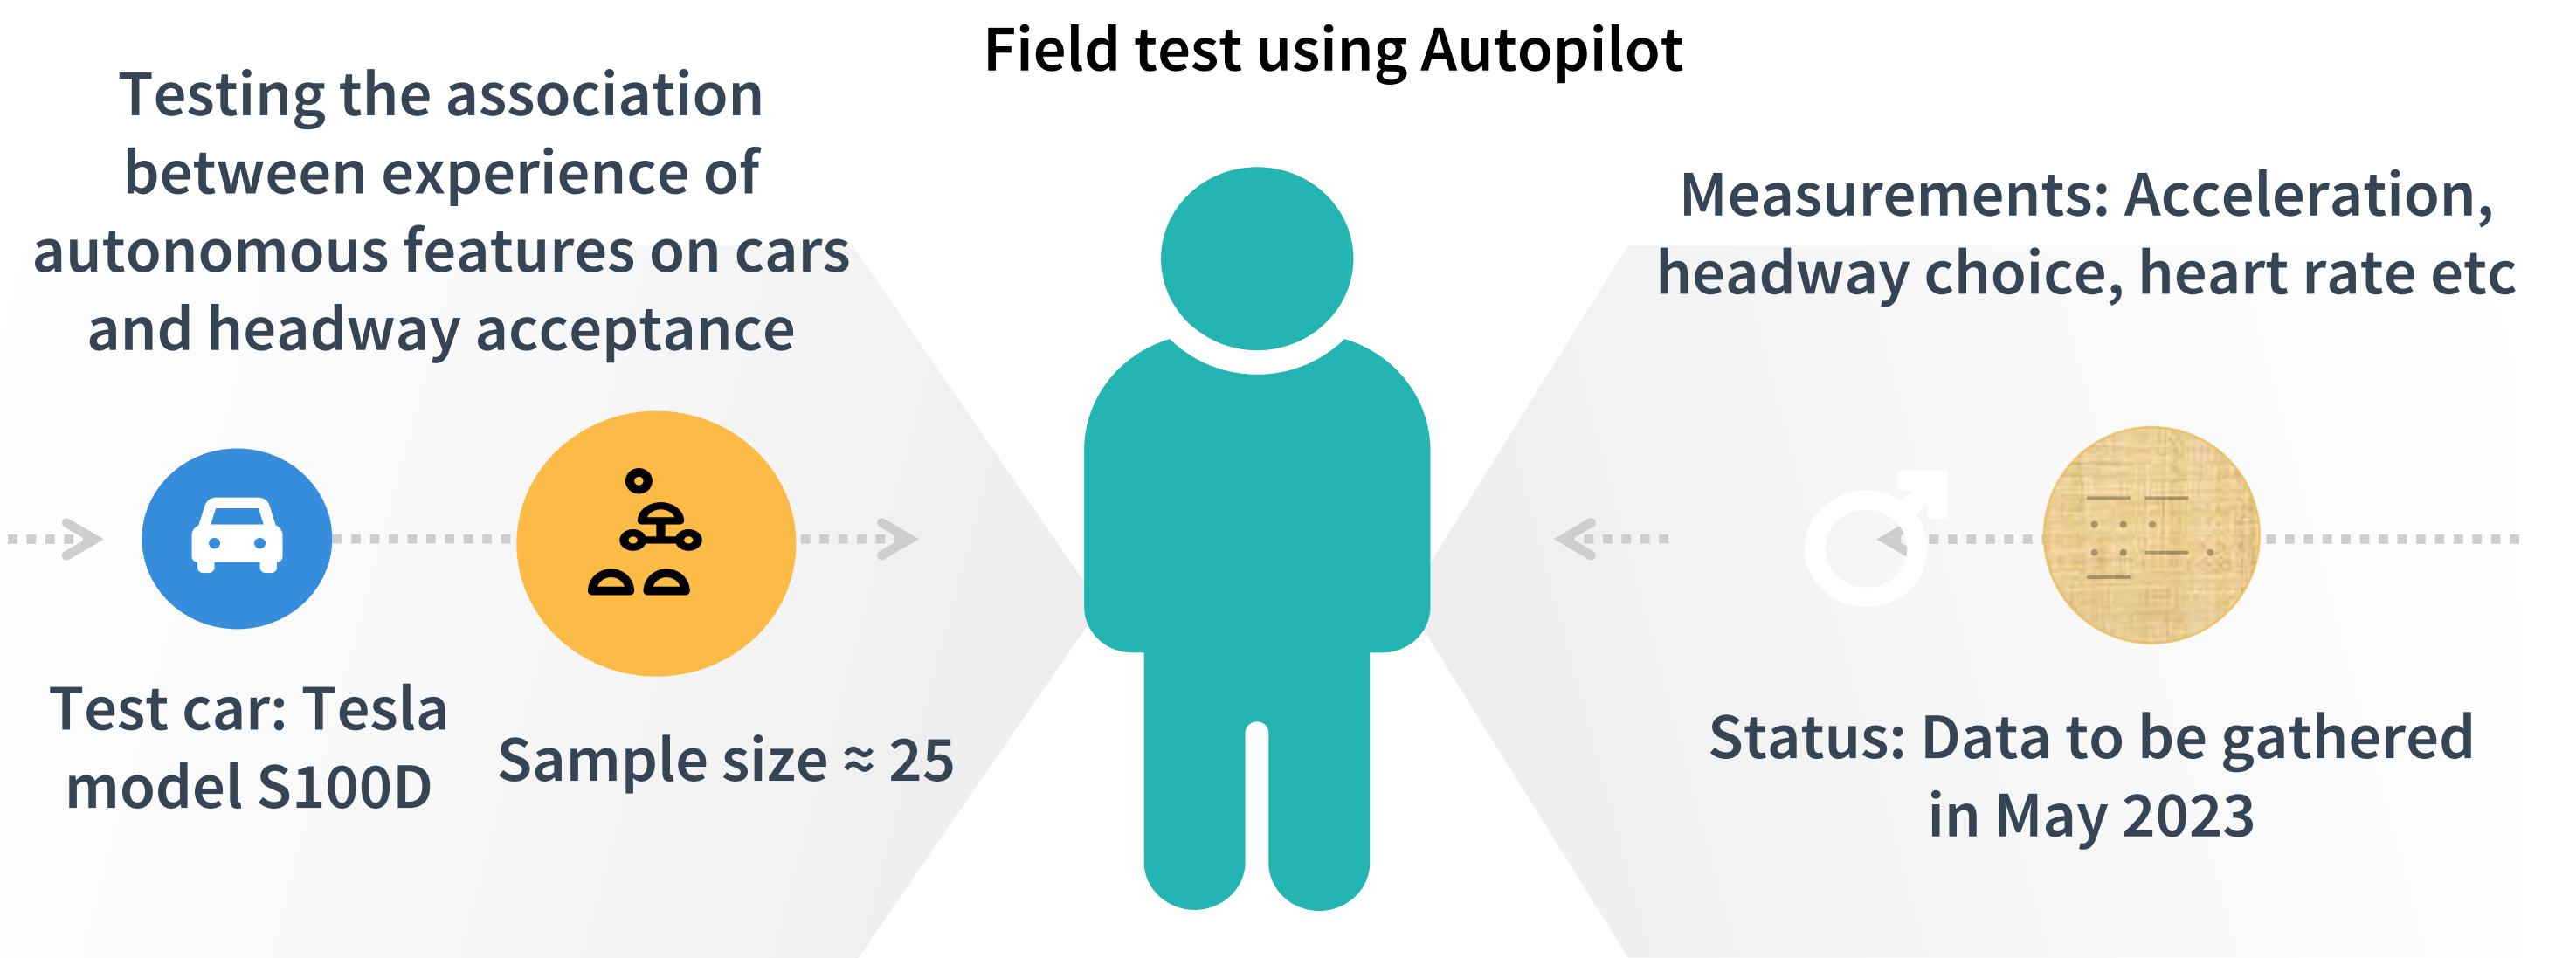 Field test using Autopilot
Testing the association
between experience of
autonomous features on cars
and headway acceptance
Measurements: Acceleration,
headway choice, heart rate etc
Test car: Tesla
model S100D
Sample size ≈ 25
Status: Data to be gathered
in May 2023